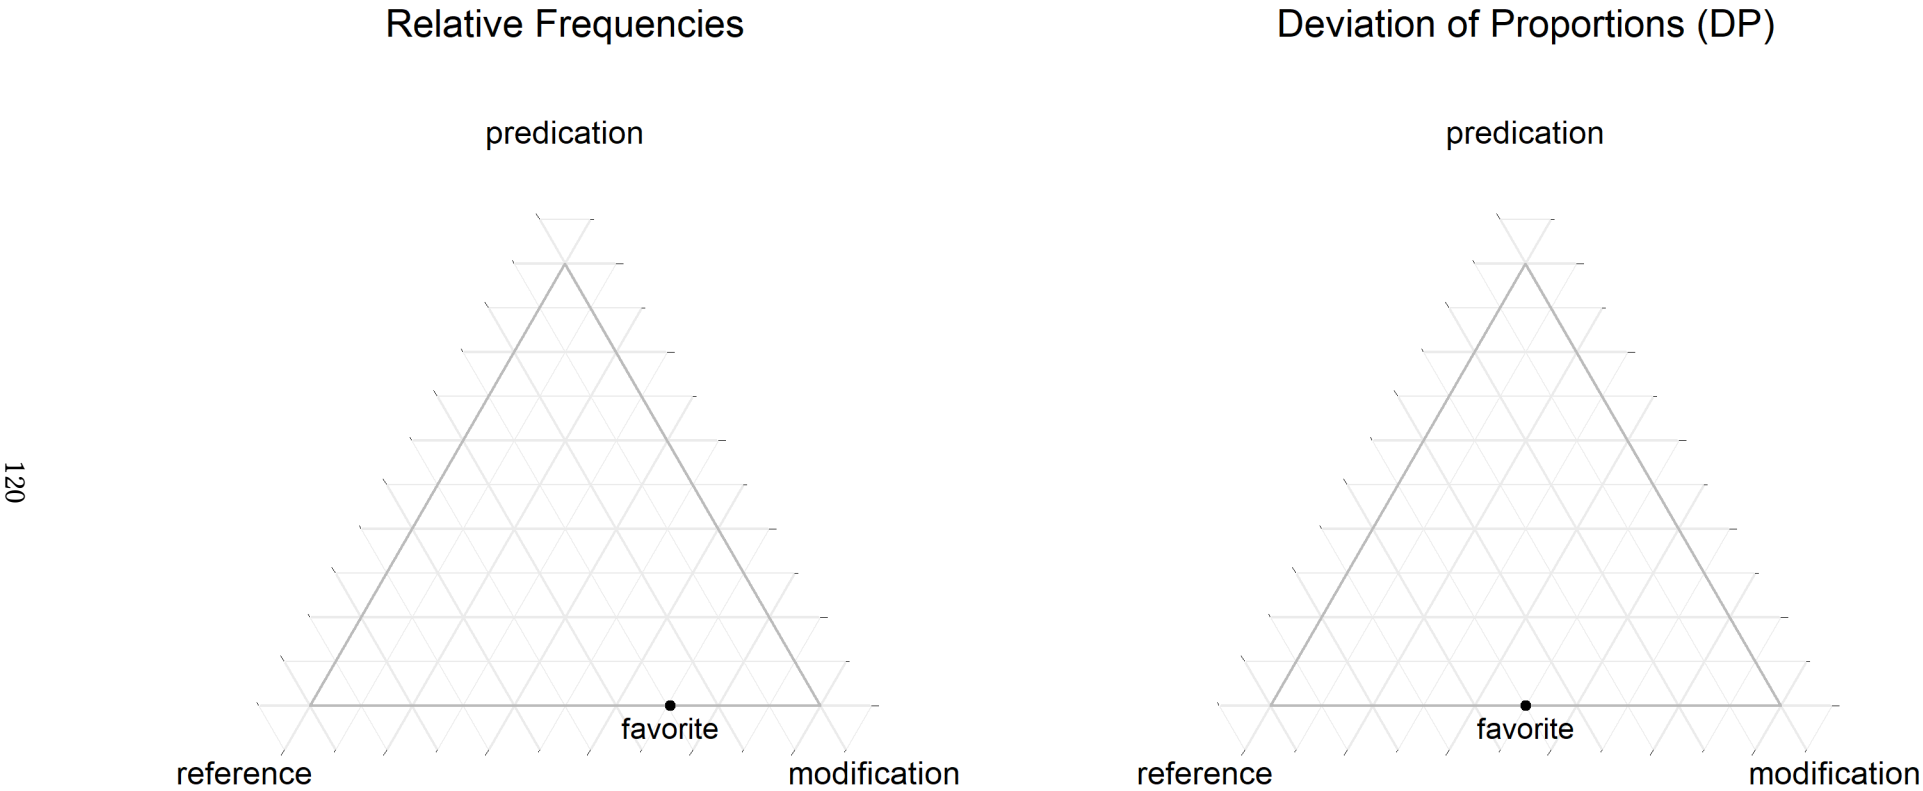 Relative Frequencies
Deviation of Proportions (DP)
predication
predication
120
favorite
favorite
reference
modification
reference
modification